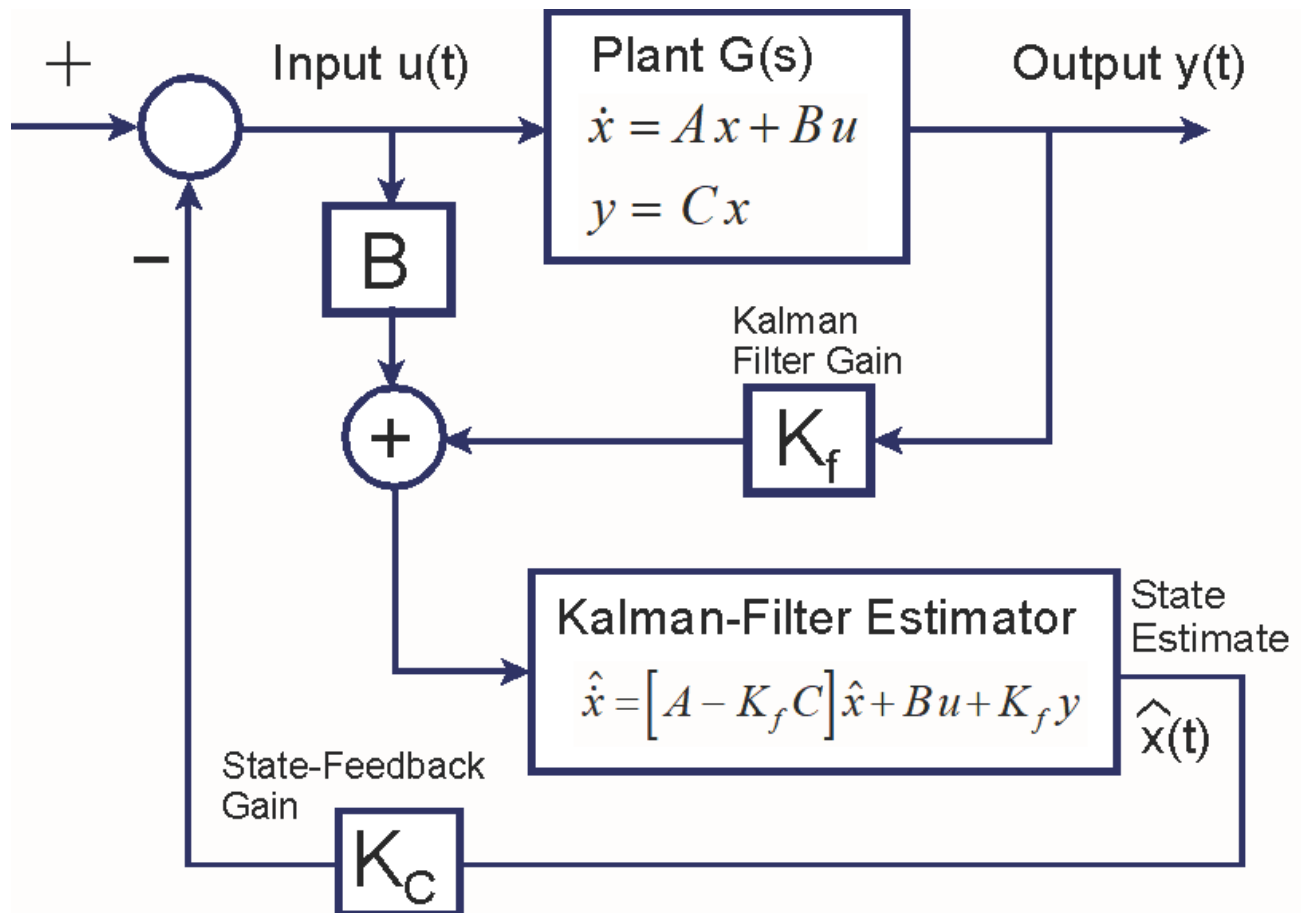 +
Input u(t)
Plant G(s)
ẋ = Ax + Bu
y = Cx
Output y(t)
−
B
Kalman
Filter Gain
+
K_f
Kalman-Filter Estimator
x̂̇ = [A − K_f C]x̂ + Bu + K_f y
State
Estimate
x̂(t)
State-Feedback
Gain
K_C